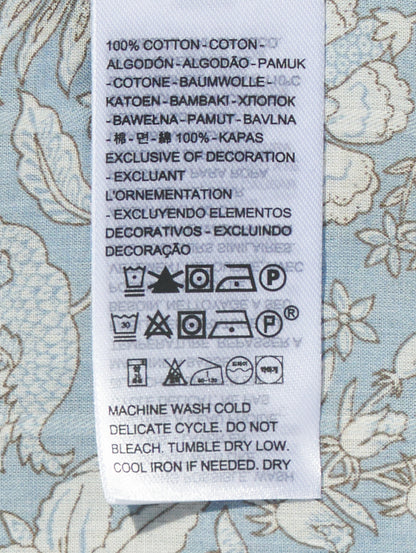 100% COTTON - COTON -
ALGODÓN - ALGODÃO - PAMUK
- COTONE - BAUMWOLLE -
KATOEN - BAMBAKI - ХЛОПОК
- BAWEŁNA - PAMUT - BAVLNA
- 棉 - 면 - 綿 100% - KAPAS
EXCLUSIVE OF DECORATION
- EXCLUANT
L'ORNEMENTATION
- EXCLUYENDO ELEMENTOS
DECORATIVOS - EXCLUINDO
DECORAÇÃO
P
30 F ®
MACHINE WASH COLD
DELICATE CYCLE. DO NOT
BLEACH. TUMBLE DRY LOW.
COOL IRON IF NEEDED. DRY